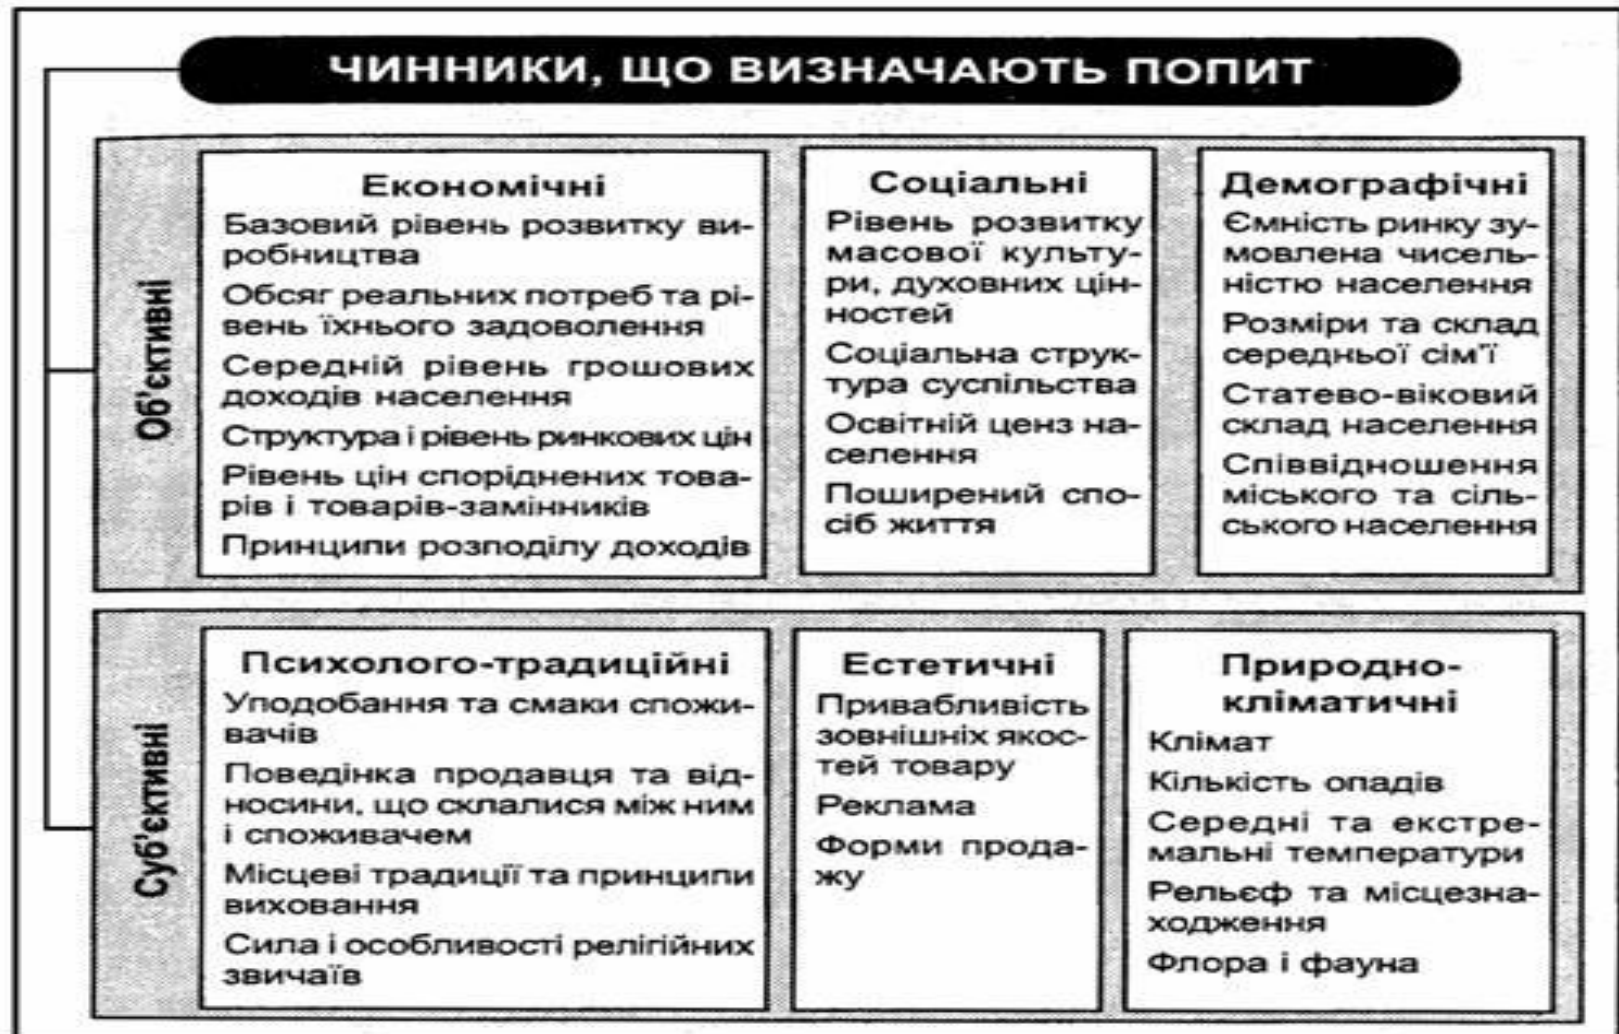 ЧИННИКИ, ЩО ВИЗНАЧАЮТЬ ПОПИТ
Об'єктивні
Економічні
Базовий рівень розвитку ви-
робництва
Обсяг реальних потреб та рі-
вень їхнього задоволення
Середній рівень грошових
доходів населення
Структура і рівень ринкових цін
Рівень цін споріднених това-
рів і товарів-замінників
Принципи розподілу доходів
Соціальні
Рівень розвитку
масової культу-
ри, духовних цін-
ностей
Соціальна струк-
тура суспільства
Освітній ценз на-
селення
Поширений спо-
сіб життя
Демографічні
Ємність ринку зу-
мовлена чисель-
ністю населення
Розміри та склад
середньої сім'ї
Статево-віковий
склад населення
Співвідношення
міського та сіль-
ського населення
Суб'єктивні
Психолого-традиційні
Уподобання та смаки спожи-
вачів
Поведінка продавця та від-
носини, що склалися між ним
і споживачем
Місцеві традиції та принципи
виховання
Сила і особливості релігійних
звичаїв
Естетичні
Привабливість
зовнішніх якос-
тей товару
Реклама
Форми прода-
жу
Природно-
кліматичні
Клімат
Кількість опадів
Середні та екстре-
мальні температури
Рельєф та місцезна-
ходження
Флора і фауна